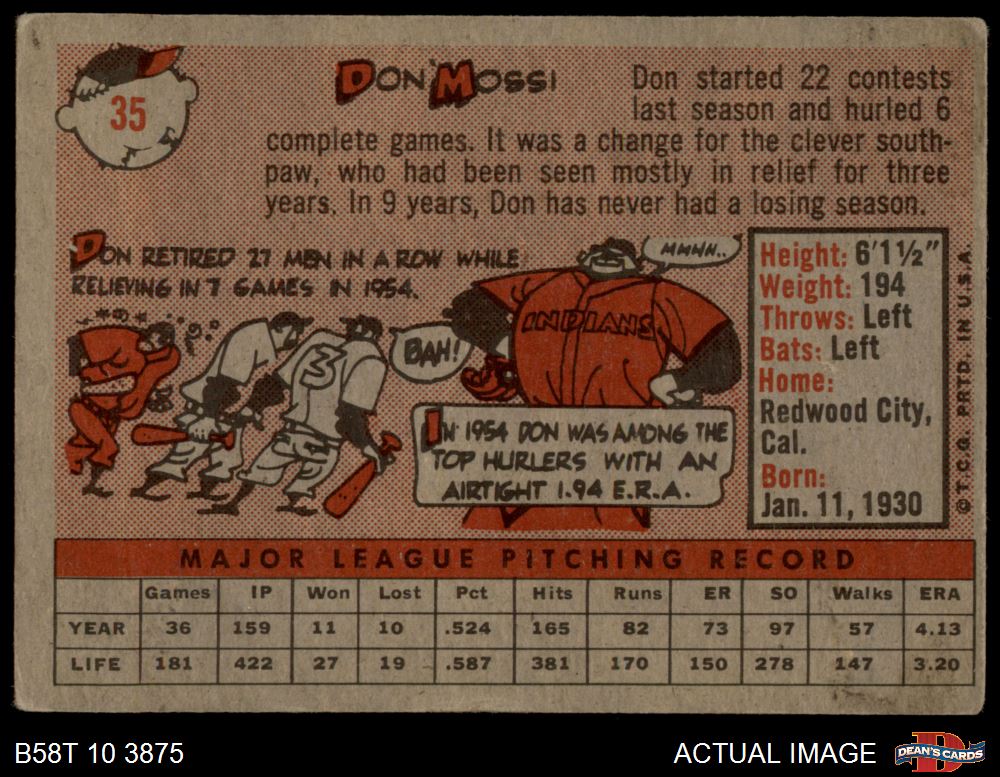 35
DON MOSSI
Don started 22 contests
last season and hurled 6
complete games. It was a change for the clever south-
paw, who had been seen mostly in relief for three
years. In 9 years, Don has never had a losing season.
DON RETIRED 27 MEN IN A ROW WHILE
RELIEVING IN 7 GAMES IN 1954.
MMMM..
INDIANS
3
BAH!
IN 1954 DON WAS AMONG THE
TOP HURLERS WITH AN
AIRTIGHT 1.94 E.R.A.
Height: 6'1½"
Weight: 194
Throws: Left
Bats: Left
Home:
Redwood City,
Cal.
Born:
Jan. 11, 1930
©T.C.G. PRTD. IN U.S.A.
MAJOR LEAGUE PITCHING RECORD
Games IP Won Lost Pct Hits Runs ER SO Walks ERA
YEAR 36 159 11 10 .524 165 82 73 97 57 4.13
LIFE 181 422 27 19 .587 381 170 150 278 147 3.20
B58T 10 3875
ACTUAL IMAGE
D
DEAN'S CARDS